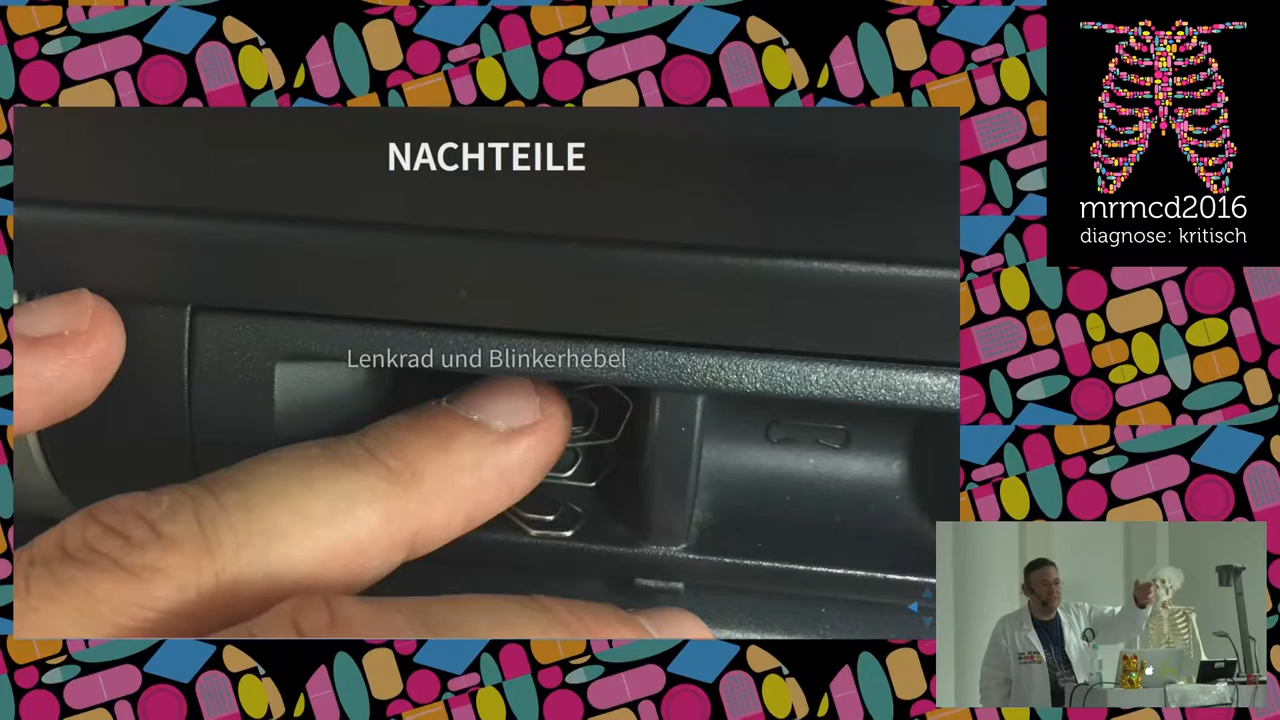 NACHTEILE
Lenkrad und Blinkerhebel
mrmcd2016
diagnose: kritisch